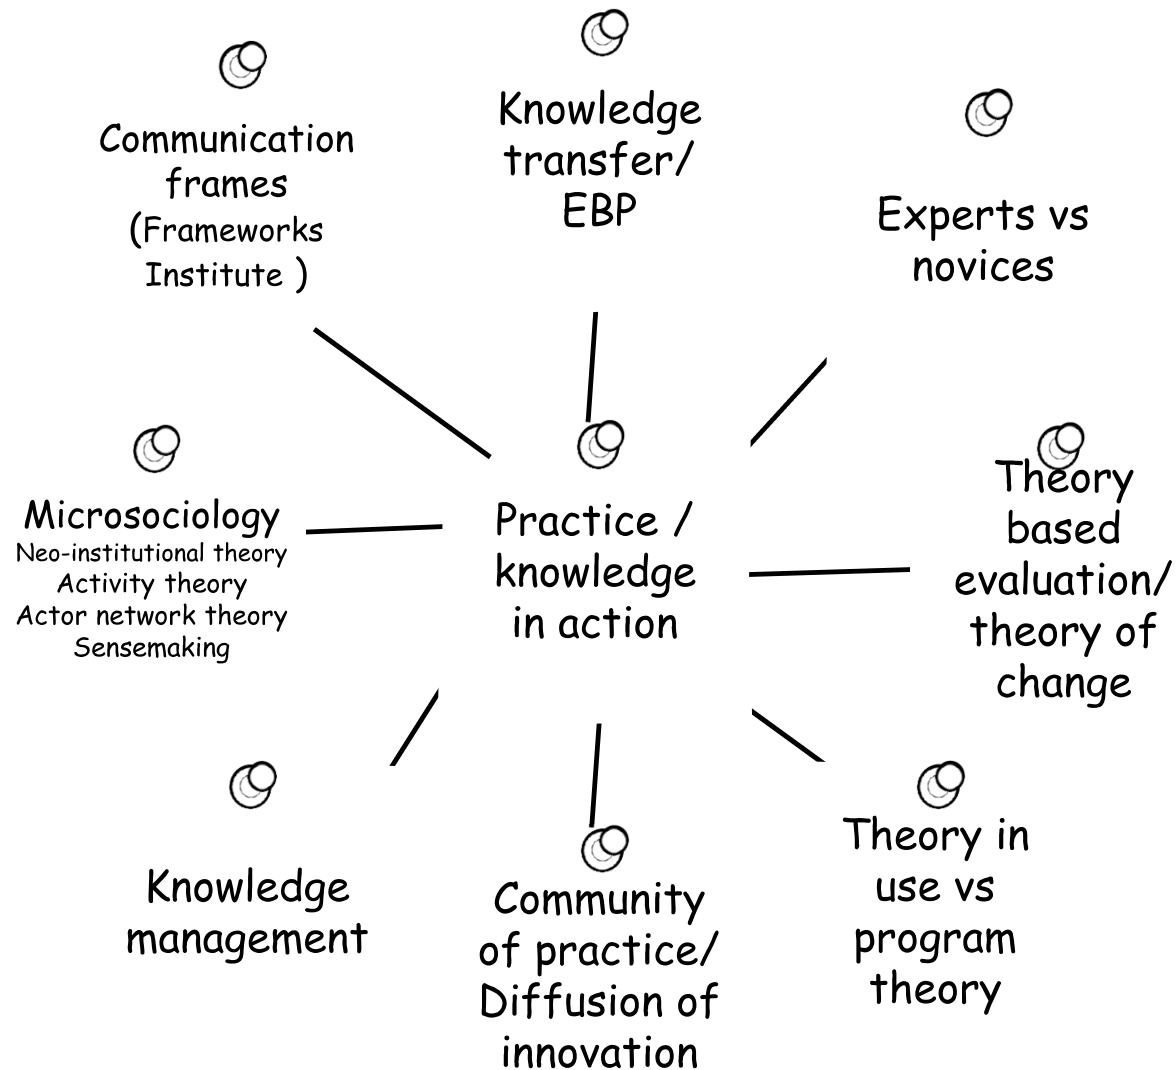 Communication
frames
(Frameworks
Institute )
Knowledge
transfer/
EBP
Experts vs
novices
Microsociology
Neo-institutional theory
Activity theory
Actor network theory
Sensemaking
Practice /
knowledge
in action
Theory
based
evaluation/
theory of
change
Knowledge
management
Community
of practice/
Diffusion of
innovation
Theory in
use vs
program
theory